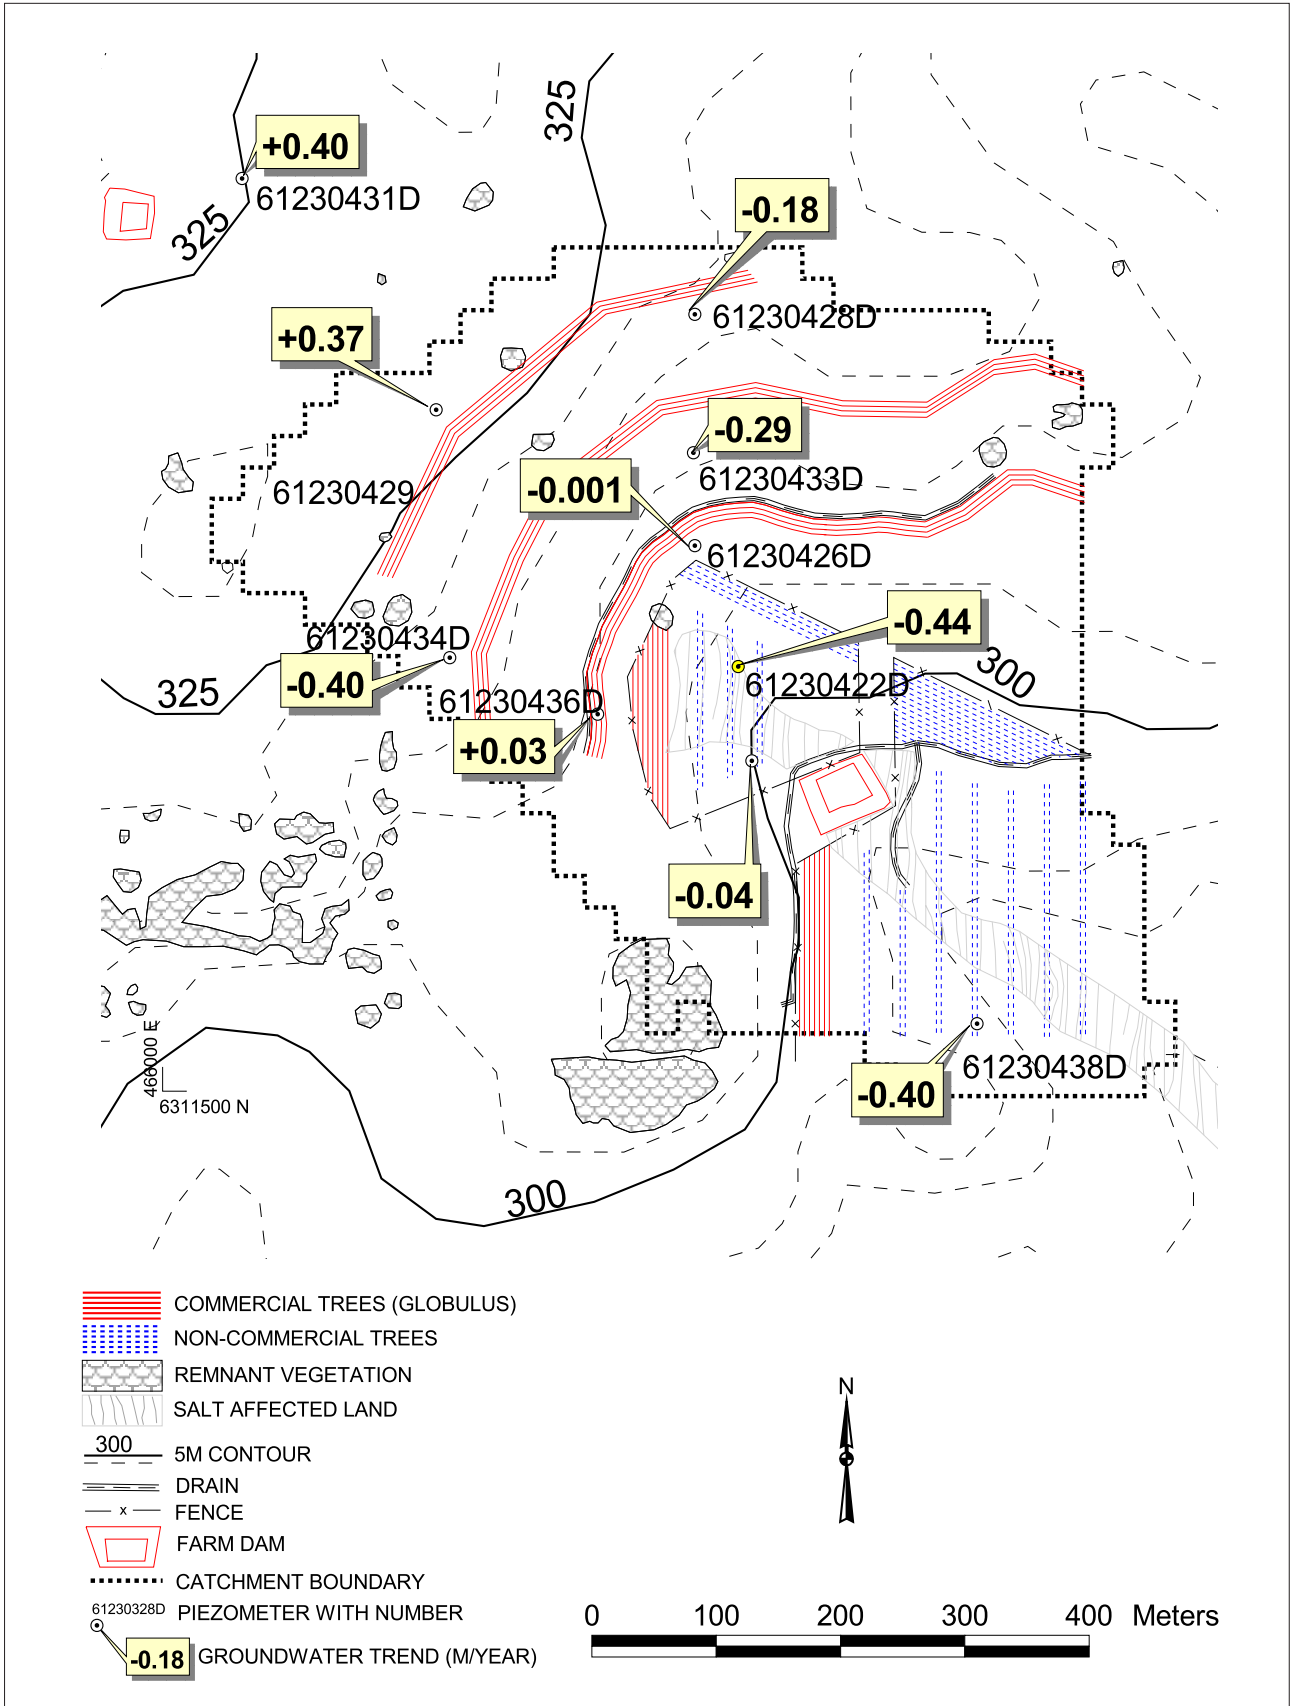 325
+0.40
61230431D
325
-0.18
61230428D
+0.37
-0.29
61230433D
-0.001
61230429
61230426D
-0.44
61230434D
61230422D
300
-0.40
325
61230436D
+0.03
-0.04
466000 E
6311500 N
61230438D
-0.40
300
COMMERCIAL TREES (GLOBULUS)
NON-COMMERCIAL TREES
REMNANT VEGETATION
SALT AFFECTED LAND
300
5M CONTOUR
DRAIN
x FENCE
FARM DAM
CATCHMENT BOUNDARY
61230328D PIEZOMETER WITH NUMBER
-0.18 GROUNDWATER TREND (M/YEAR)
N
0 100 200 300 400 Meters